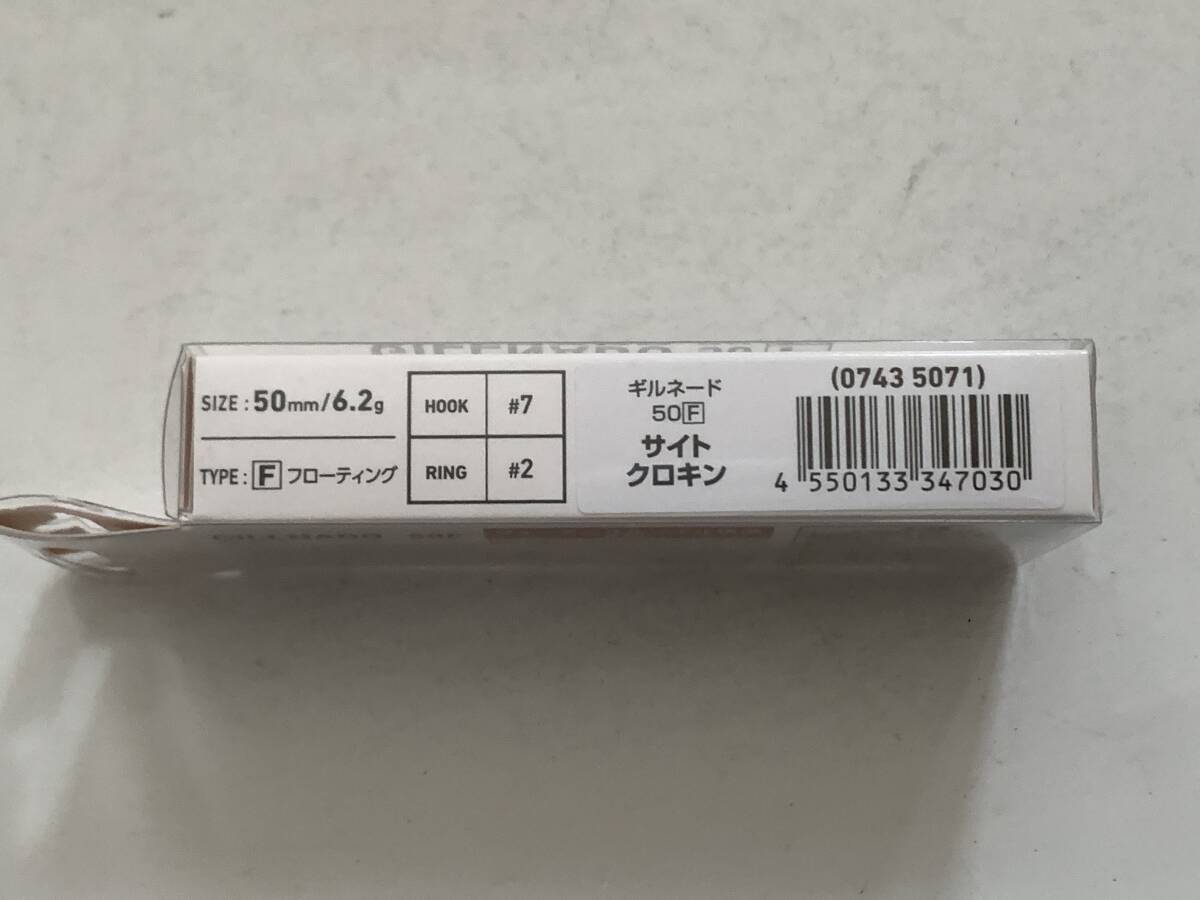 SIZE : 50mm/6.2g
TYPE : F フローティング
HOOK #7
RING #2
ギルネード
50F
サイト
クロキン
(0743 5071)
4 550133 347030